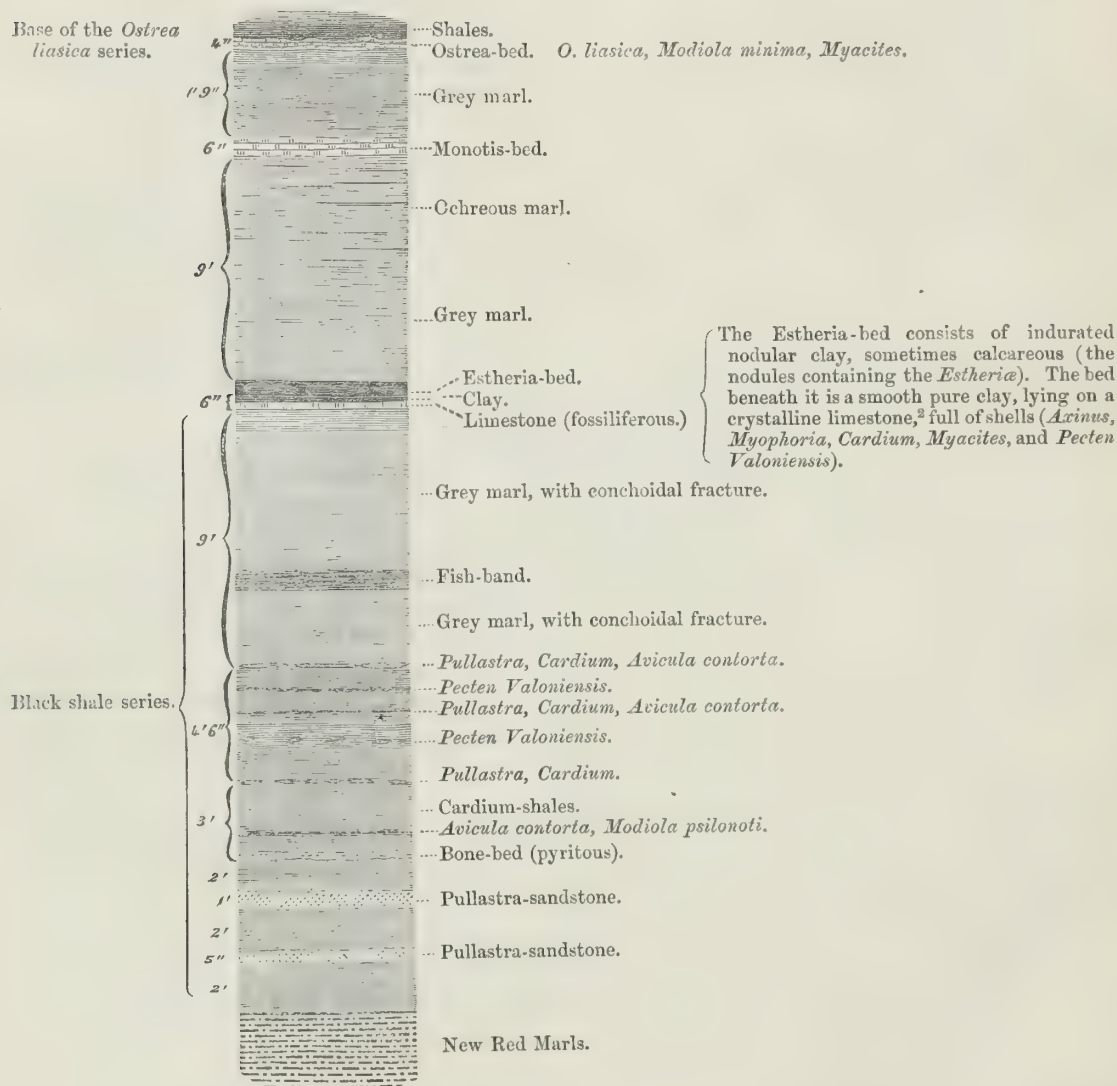 Base of the Ostrea
liasica series.
4"
Shales.
Ostrea-bed. O. liasica, Modiola minima, Myacites.
1' 9"
Grey marl.
6"
Monotis-bed.
Ochreous marl.
9'
Grey marl.
Estheria-bed.
Clay.
6"
Limestone (fossiliferous.)
The Estheria-bed consists of indurated
nodular clay, sometimes calcareous (the
nodules containing the Estheriæ). The bed
beneath it is a smooth pure clay, lying on a
crystalline limestone,² full of shells (Axinus,
Myophoria, Cardium, Myacites, and Pecten
Valoniensis).
Grey marl, with conchoidal fracture.
9'
Fish-band.
Grey marl, with conchoidal fracture.
Pullastra, Cardium, Avicula contorta.
Pecten Valoniensis.
Black shale series.
Pullastra, Cardium, Avicula contorta.
4' 6"
Pecten Valoniensis.
Pullastra, Cardium.
Cardium-shales.
3'
Avicula contorta, Modiola psilonoti.
Bone-bed (pyritous).
2'
1'
Pullastra-sandstone.
2'
Pullastra-sandstone.
5"
2'
New Red Marls.